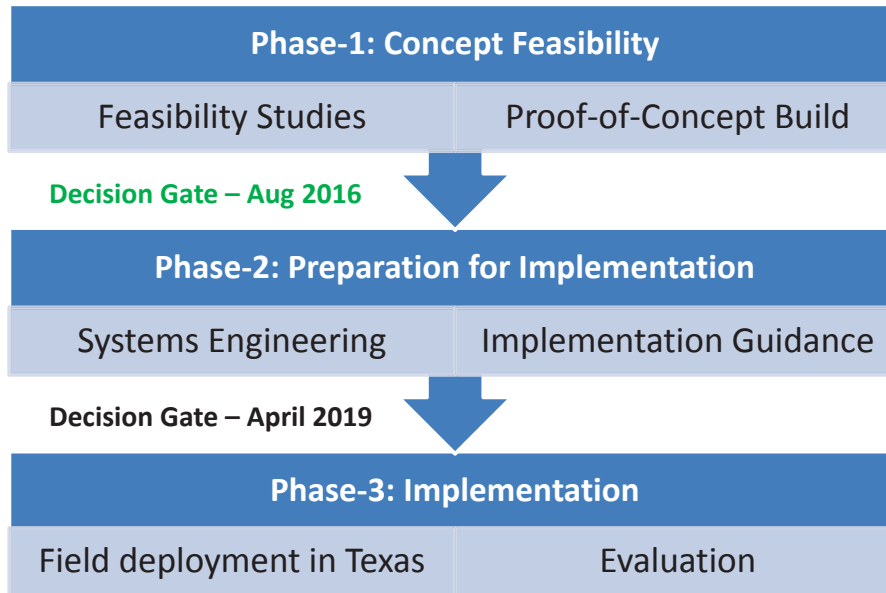 Phase-1: Concept Feasibility
Feasibility Studies
Proof-of-Concept Build
Decision Gate – Aug 2016
Phase-2: Preparation for Implementation
Systems Engineering
Implementation Guidance
Decision Gate – April 2019
Phase-3: Implementation
Field deployment in Texas
Evaluation